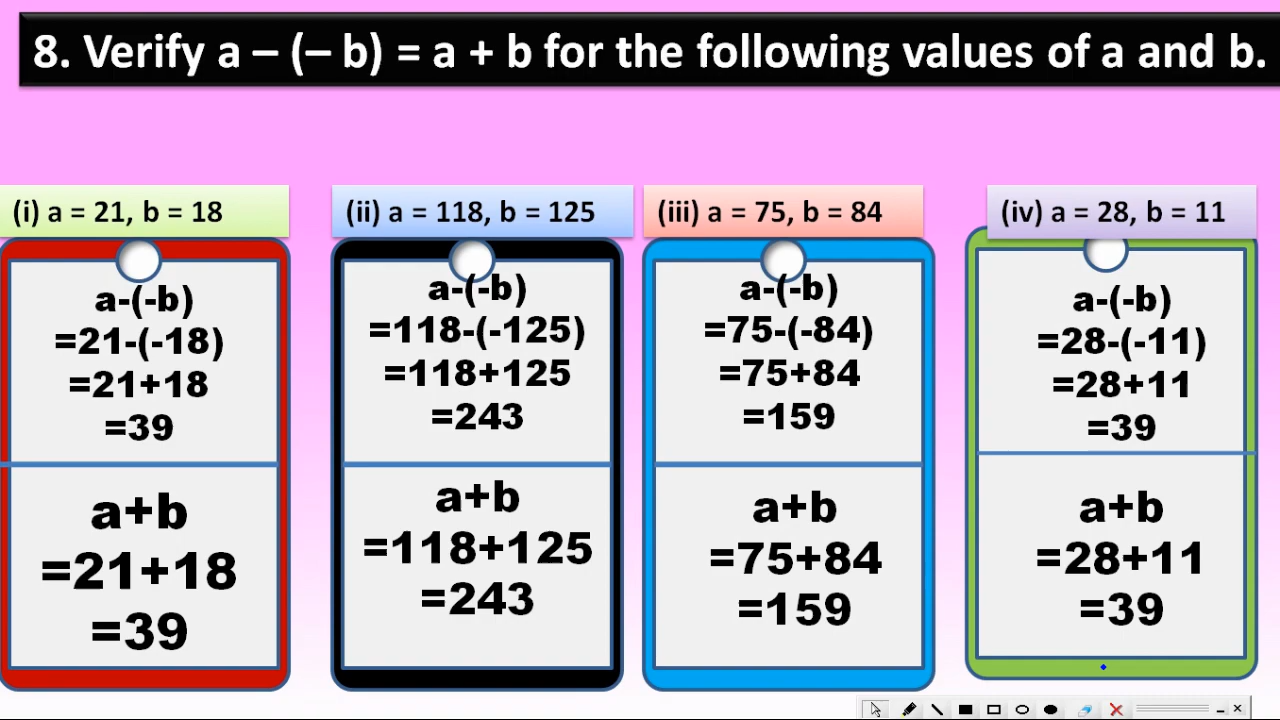 8. Verify a – (– b) = a + b for the following values of a and b.
(i) a = 21, b = 18
a-(-b)
=21-(-18)
=21+18
=39
a+b
=21+18
=39
(ii) a = 118, b = 125
a-(-b)
=118-(-125)
=118+125
=243
a+b
=118+125
=243
(iii) a = 75, b = 84
a-(-b)
=75-(-84)
=75+84
=159
a+b
=75+84
=159
(iv) a = 28, b = 11
a-(-b)
=28-(-11)
=28+11
=39
a+b
=28+11
=39